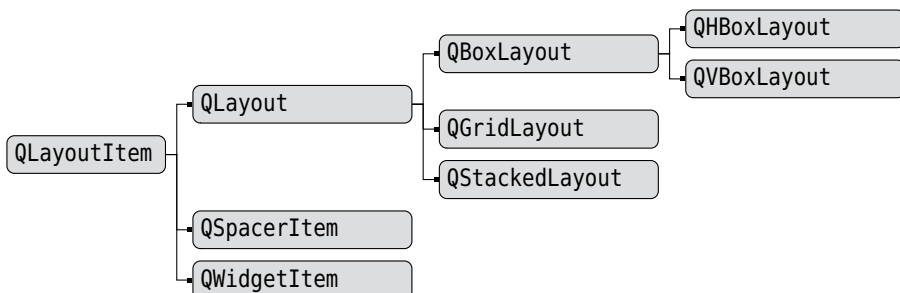 QLayoutItem
QLayout
QBoxLayout
QHBoxLayout
QVBoxLayout
QGridLayout
QStackedLayout
QSpacerItem
QWidgetItem